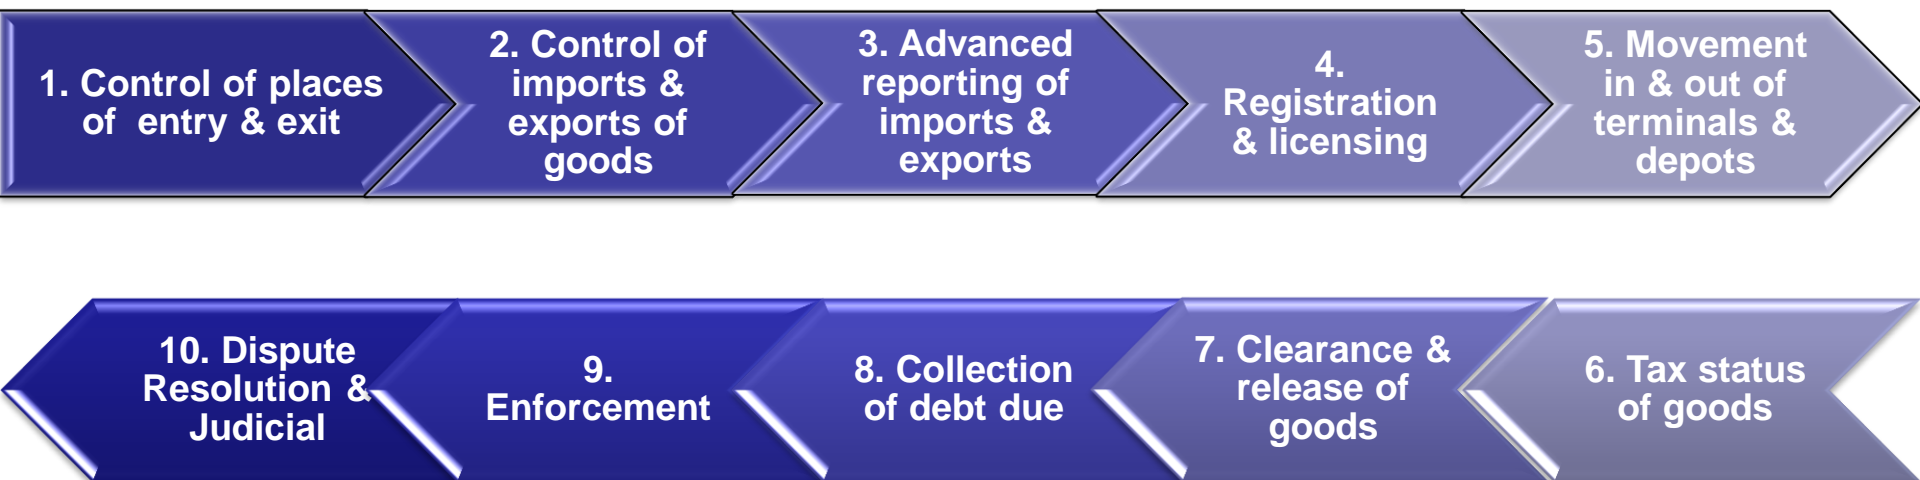 1. Control of places
of entry & exit
2. Control of
imports &
exports of
goods
3. Advanced
reporting of
imports &
exports
4.
Registration
& licensing
5. Movement
in & out of
terminals &
depots
10. Dispute
Resolution &
Judicial
9.
Enforcement
8. Collection
of debt due
7. Clearance &
release of
goods
6. Tax status
of goods